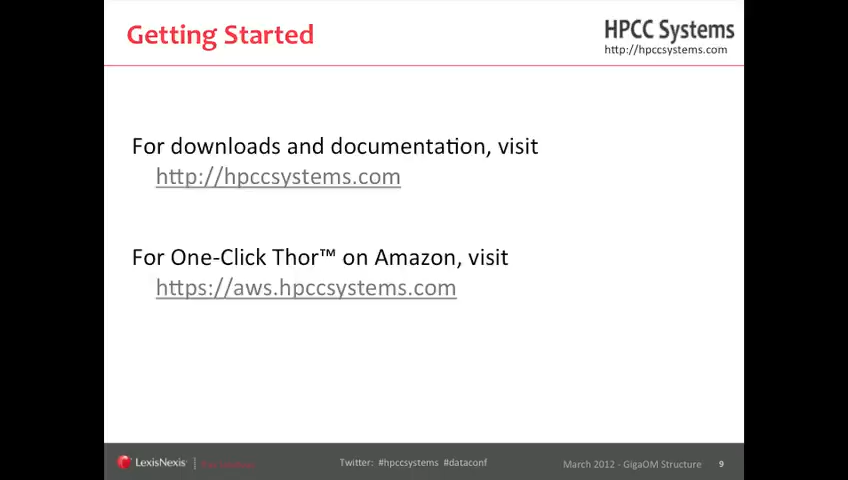 Getting Started
HPCC Systems
http://hpccsystems.com
For downloads and documentation, visit
http://hpccsystems.com
For One-Click Thor™ on Amazon, visit
https://aws.hpccsystems.com
LexisNexis
Twitter: #hpccsystems #dataconf
March 2012 - GigaOM Structure 9